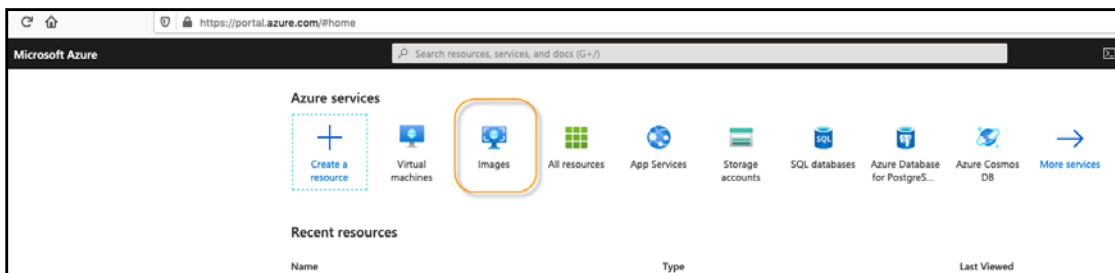 https://portal.azure.com/#home
Microsoft Azure
Search resources, services, and docs (G+/)
Azure services
Create a
resource
Virtual
machines
Images
All resources
App Services
Storage
accounts
SQL
SQL databases
Azure Database
for PostgreS...
Azure Cosmos
DB
More services
Recent resources
Name Type Last Viewed